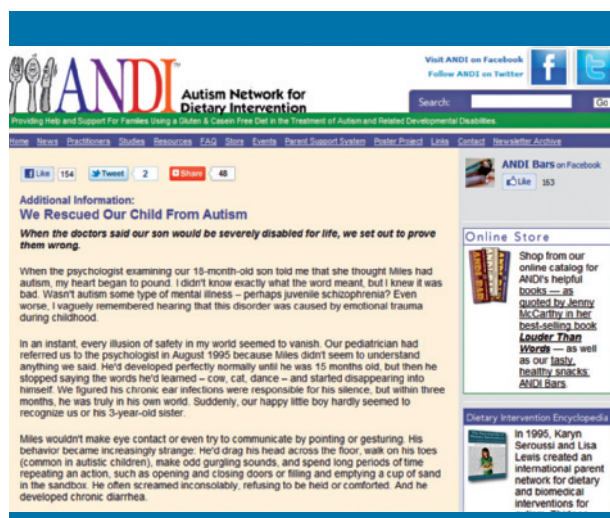 ANDI
Autism Network for
Dietary Intervention
Visit ANDI on Facebook
Follow ANDI on Twitter
Search:
Go
Providing Help and Support For Families Using a Gluten & Casein Free Diet in the Treatment of Autism and Related Developmental Disabilities.
Home News Practitioners Studies Resources FAQ Store Events Parent Support System Poster Project Links Contact Newsletter Archive
Like 154 Tweet 2 Share 48
Additional Information:
We Rescued Our Child From Autism
When the doctors said our son would be severely disabled for life, we set out to prove
them wrong.
When the psychologist examining our 18-month-old son told me that she thought Miles had
autism, my heart began to pound. I didn't know exactly what the word meant, but I knew it was
bad. Wasn't autism some type of mental illness – perhaps juvenile schizophrenia? Even
worse, I vaguely remembered hearing that this disorder was caused by emotional trauma
during childhood.
In an instant, every illusion of safety in my world seemed to vanish. Our pediatrician had
referred us to the psychologist in August 1995 because Miles didn't seem to understand
anything we said. He'd developed perfectly normally until he was 15 months old, but then he
stopped saying the words he'd learned – cow, cat, dance – and started disappearing into
himself. We figured his chronic ear infections were responsible for his silence, but within three
months, he was truly in his own world. Suddenly, our happy little boy hardly seemed to
recognize us or his 3-year-old sister.
Miles wouldn't make eye contact or even try to communicate by pointing or gesturing. His
behavior became increasingly strange: He'd drag his head across the floor, walk on his toes
(common in autistic children), make odd gurgling sounds, and spend long periods of time
repeating an action, such as opening and closing doors or filling and emptying a cup of sand
in the sandbox. He often screamed inconsolably, refusing to be held or comforted. And he
developed chronic diarrhea.
ANDI Bars on Facebook
Like 163
Online Store
Shop from our
online catalog for
ANDI's helpful
books — as
quoted by Jenny
McCarthy in her
best-selling book
Louder Than
Words — as well
as our tasty,
healthy snacks:
ANDI Bars.
Dietary Intervention Encyclopedia
In 1995, Karyn
Seroussi and Lisa
Lewis created an
international parent
network for dietary
and biomedical
interventions for